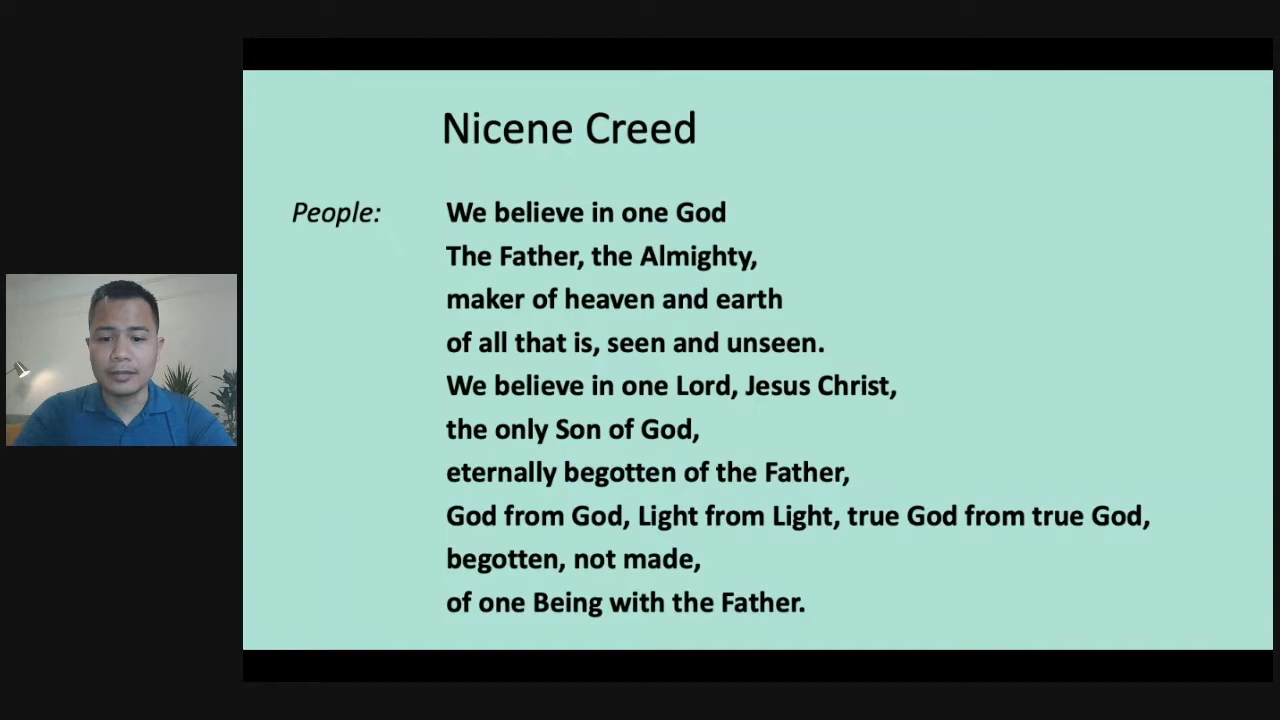 Nicene Creed
People: We believe in one God
The Father, the Almighty,
maker of heaven and earth
of all that is, seen and unseen.
We believe in one Lord, Jesus Christ,
the only Son of God,
eternally begotten of the Father,
God from God, Light from Light, true God from true God,
begotten, not made,
of one Being with the Father.